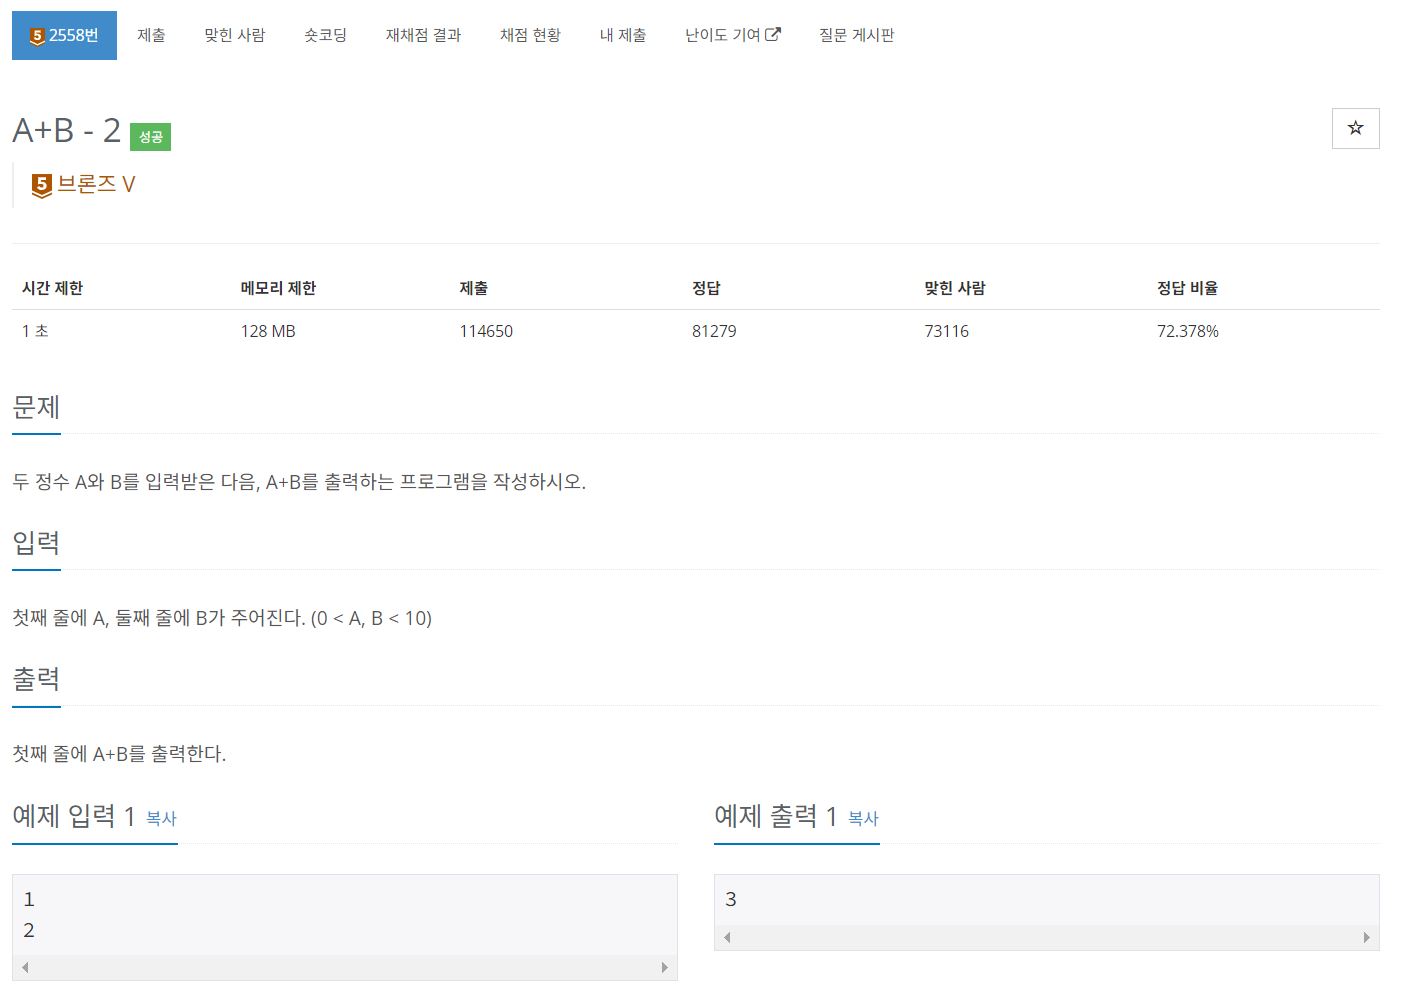 5 2558번 제출 맞힌 사람 숏코딩 재채점 결과 채점 현황 내 제출 난이도 기여 질문 게시판
A+B - 2 성공
5 브론즈 V
시간 제한 메모리 제한 제출 정답 맞힌 사람 정답 비율
1 초 128 MB 114650 81279 73116 72.378%
문제
두 정수 A와 B를 입력받은 다음, A+B를 출력하는 프로그램을 작성하시오.
입력
첫째 줄에 A, 둘째 줄에 B가 주어진다. (0 < A, B < 10)
출력
첫째 줄에 A+B를 출력한다.
예제 입력 1 복사
1
2
예제 출력 1 복사
3